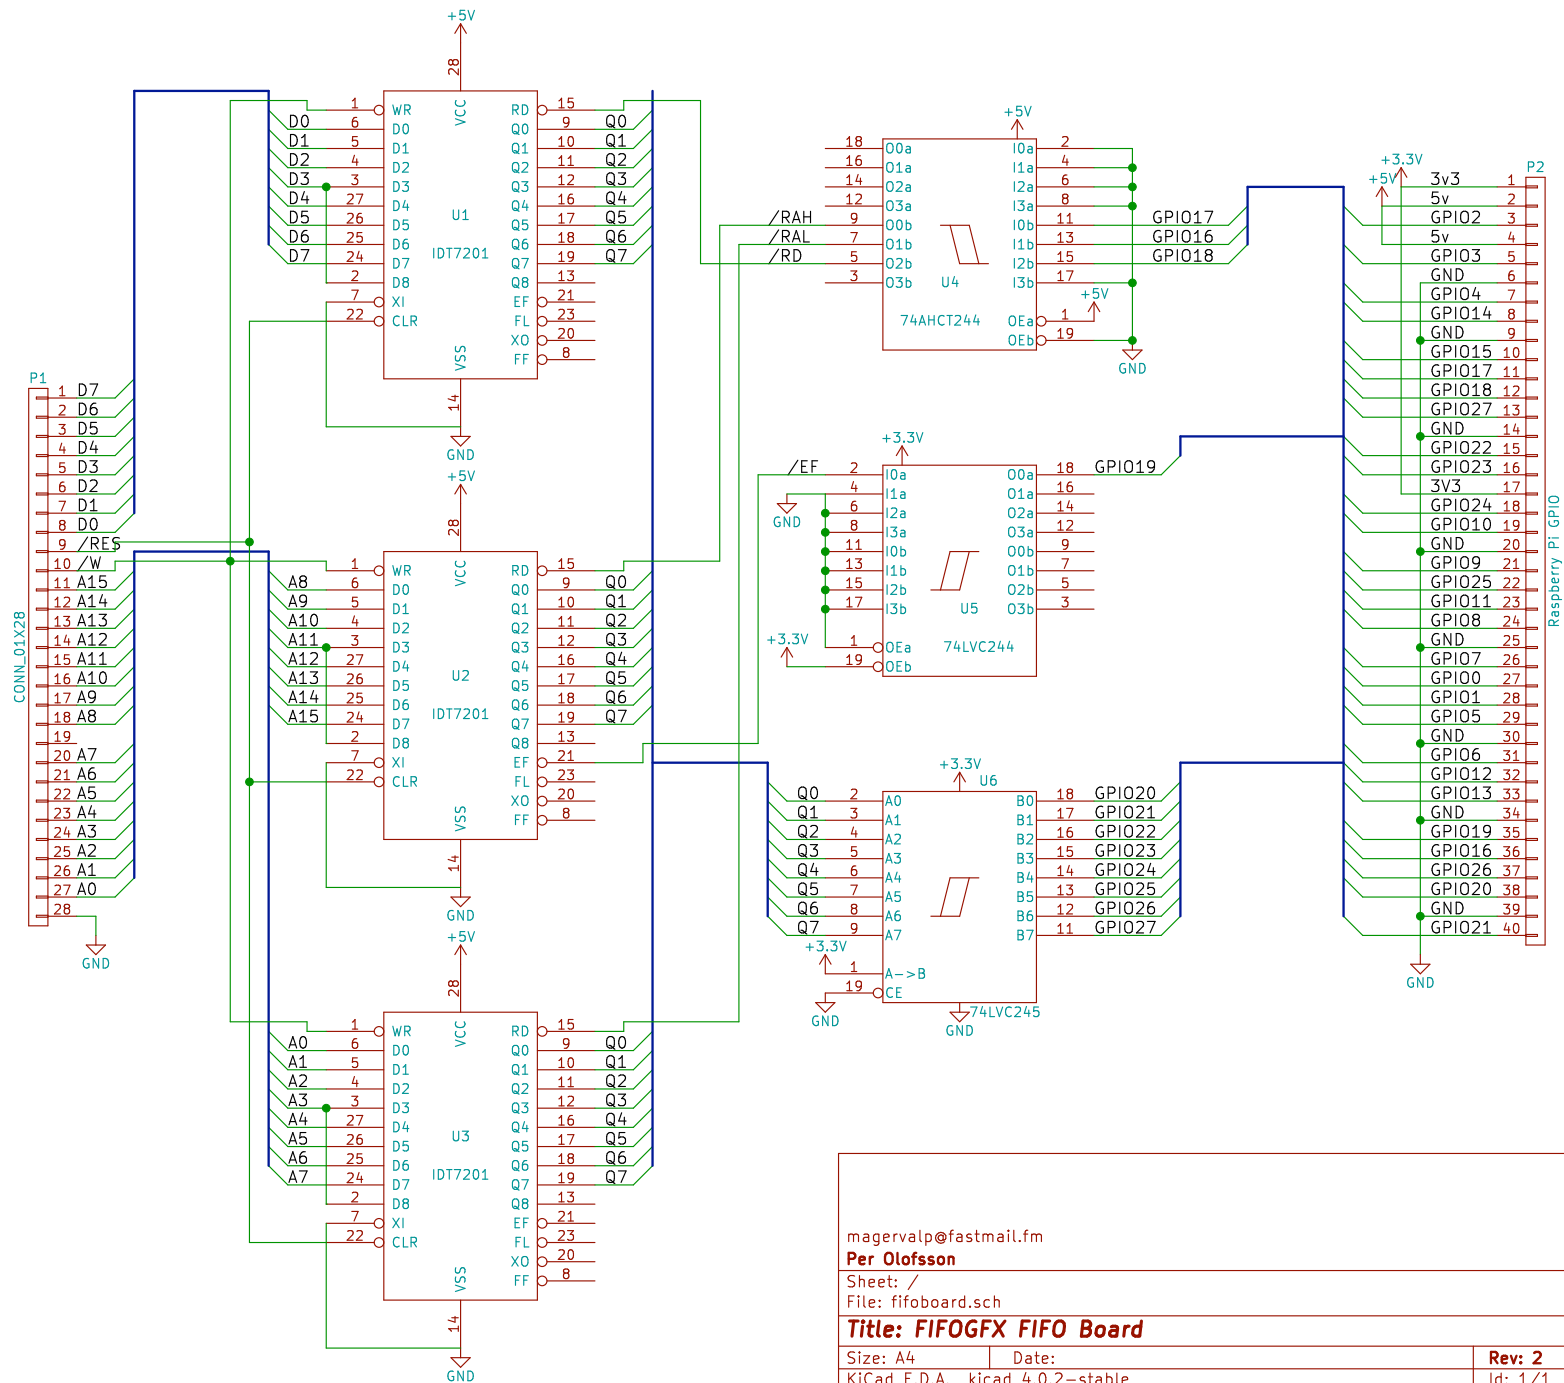 P1
CONN_01X28
1 D7
2 D6
3 D5
4 D4
5 D3
6 D2
7 D1
8 D0
9 /RES
10 /W
11 A15
12 A14
13 A13
14 A12
15 A11
16 A10
17 A9
18 A8
19
20 A7
21 A6
22 A5
23 A4
24 A3
25 A2
26 A1
27 A0
28
GND
+5V
28
VCC
1 WR RD 15
D0 6 D0 Q0 9 Q0
D1 5 D1 Q1 10 Q1
D2 4 D2 Q2 11 Q2
D3 3 D3 Q3 12 Q3
D4 27 D4 Q4 16 Q4
D5 26 D5 Q5 17 Q5
D6 25 D6 Q6 18 Q6
D7 24 D7 Q7 19 Q7
2 D8 Q8 13
7 XI EF 21
22 CLR FL 23
XO 20
FF 8
U1
IDT7201
VSS
14
GND
+5V
28
VCC
1 WR RD 15
A8 6 D0 Q0 9 Q0
A9 5 D1 Q1 10 Q1
A10 4 D2 Q2 11 Q2
A11 3 D3 Q3 12 Q3
A12 27 D4 Q4 16 Q4
A13 26 D5 Q5 17 Q5
A14 25 D6 Q6 18 Q6
A15 24 D7 Q7 19 Q7
2 D8 Q8 13
7 XI EF 21
22 CLR FL 23
XO 20
FF 8
U2
IDT7201
VSS
14
GND
+5V
28
VCC
1 WR RD 15
A0 6 D0 Q0 9 Q0
A1 5 D1 Q1 10 Q1
A2 4 D2 Q2 11 Q2
A3 3 D3 Q3 12 Q3
A4 27 D4 Q4 16 Q4
A5 26 D5 Q5 17 Q5
A6 25 D6 Q6 18 Q6
A7 24 D7 Q7 19 Q7
2 D8 Q8 13
7 XI EF 21
22 CLR FL 23
XO 20
FF 8
U3
IDT7201
VSS
14
GND
+5V
18 O0a I0a 2
16 O1a I1a 4
14 O2a I2a 6
12 O3a I3a 8
/RAH 9 O0b I0b 11 GPIO17
/RAL 7 O1b I1b 13 GPIO16
/RD 5 O2b I2b 15 GPIO18
3 O3b I3b 17
U4
74AHCT244
OEa 1 +5V
OEb 19
GND
+3.3V
/EF 2 I0a O0a 18 GPIO19
4 I1a O1a 16
GND
6 I2a O2a 14
8 I3a O3a 12
11 I0b O0b 9
13 I1b O1b 7
15 I2b O2b 5
17 I3b O3b 3
U5
74LVC244
1 OEa
+3.3V
19 OEb
+3.3V
U6
Q0 2 A0 B0 18 GPIO20
Q1 3 A1 B1 17 GPIO21
Q2 4 A2 B2 16 GPIO22
Q3 5 A3 B3 15 GPIO23
Q4 6 A4 B4 14 GPIO24
Q5 7 A5 B5 13 GPIO25
Q6 8 A6 B6 12 GPIO26
Q7 9 A7 B7 11 GPIO27
+3.3V
1 A->B
19 CE
GND
GND
74LVC245
P2
+3.3V
+5V
3v3 1
5v 2
GPIO2 3
5v 4
GPIO3 5
GND 6
GPIO4 7
GPIO14 8
GND 9
GPIO15 10
GPIO17 11
GPIO18 12
GPIO27 13
GND 14
GPIO22 15
GPIO23 16
3V3 17
GPIO24 18
GPIO10 19
GND 20
GPIO9 21
GPIO25 22
GPIO11 23
GPIO8 24
GND 25
GPIO7 26
GPIO0 27
GPIO1 28
GPIO5 29
GND 30
GPIO6 31
GPIO12 32
GPIO13 33
GND 34
GPIO19 35
GPIO16 36
GPIO26 37
GPIO20 38
GND 39
GPIO21 40
GND
Raspberry Pi GPIO
magervalp@fastmail.fm
Per Olofsson
Sheet: /
File: fifoboard.sch
Title: FIFOGFX FIFO Board
Size: A4 Date: Rev: 2
KiCad E.D.A. kicad 4.0.2-stable Id: 1/1